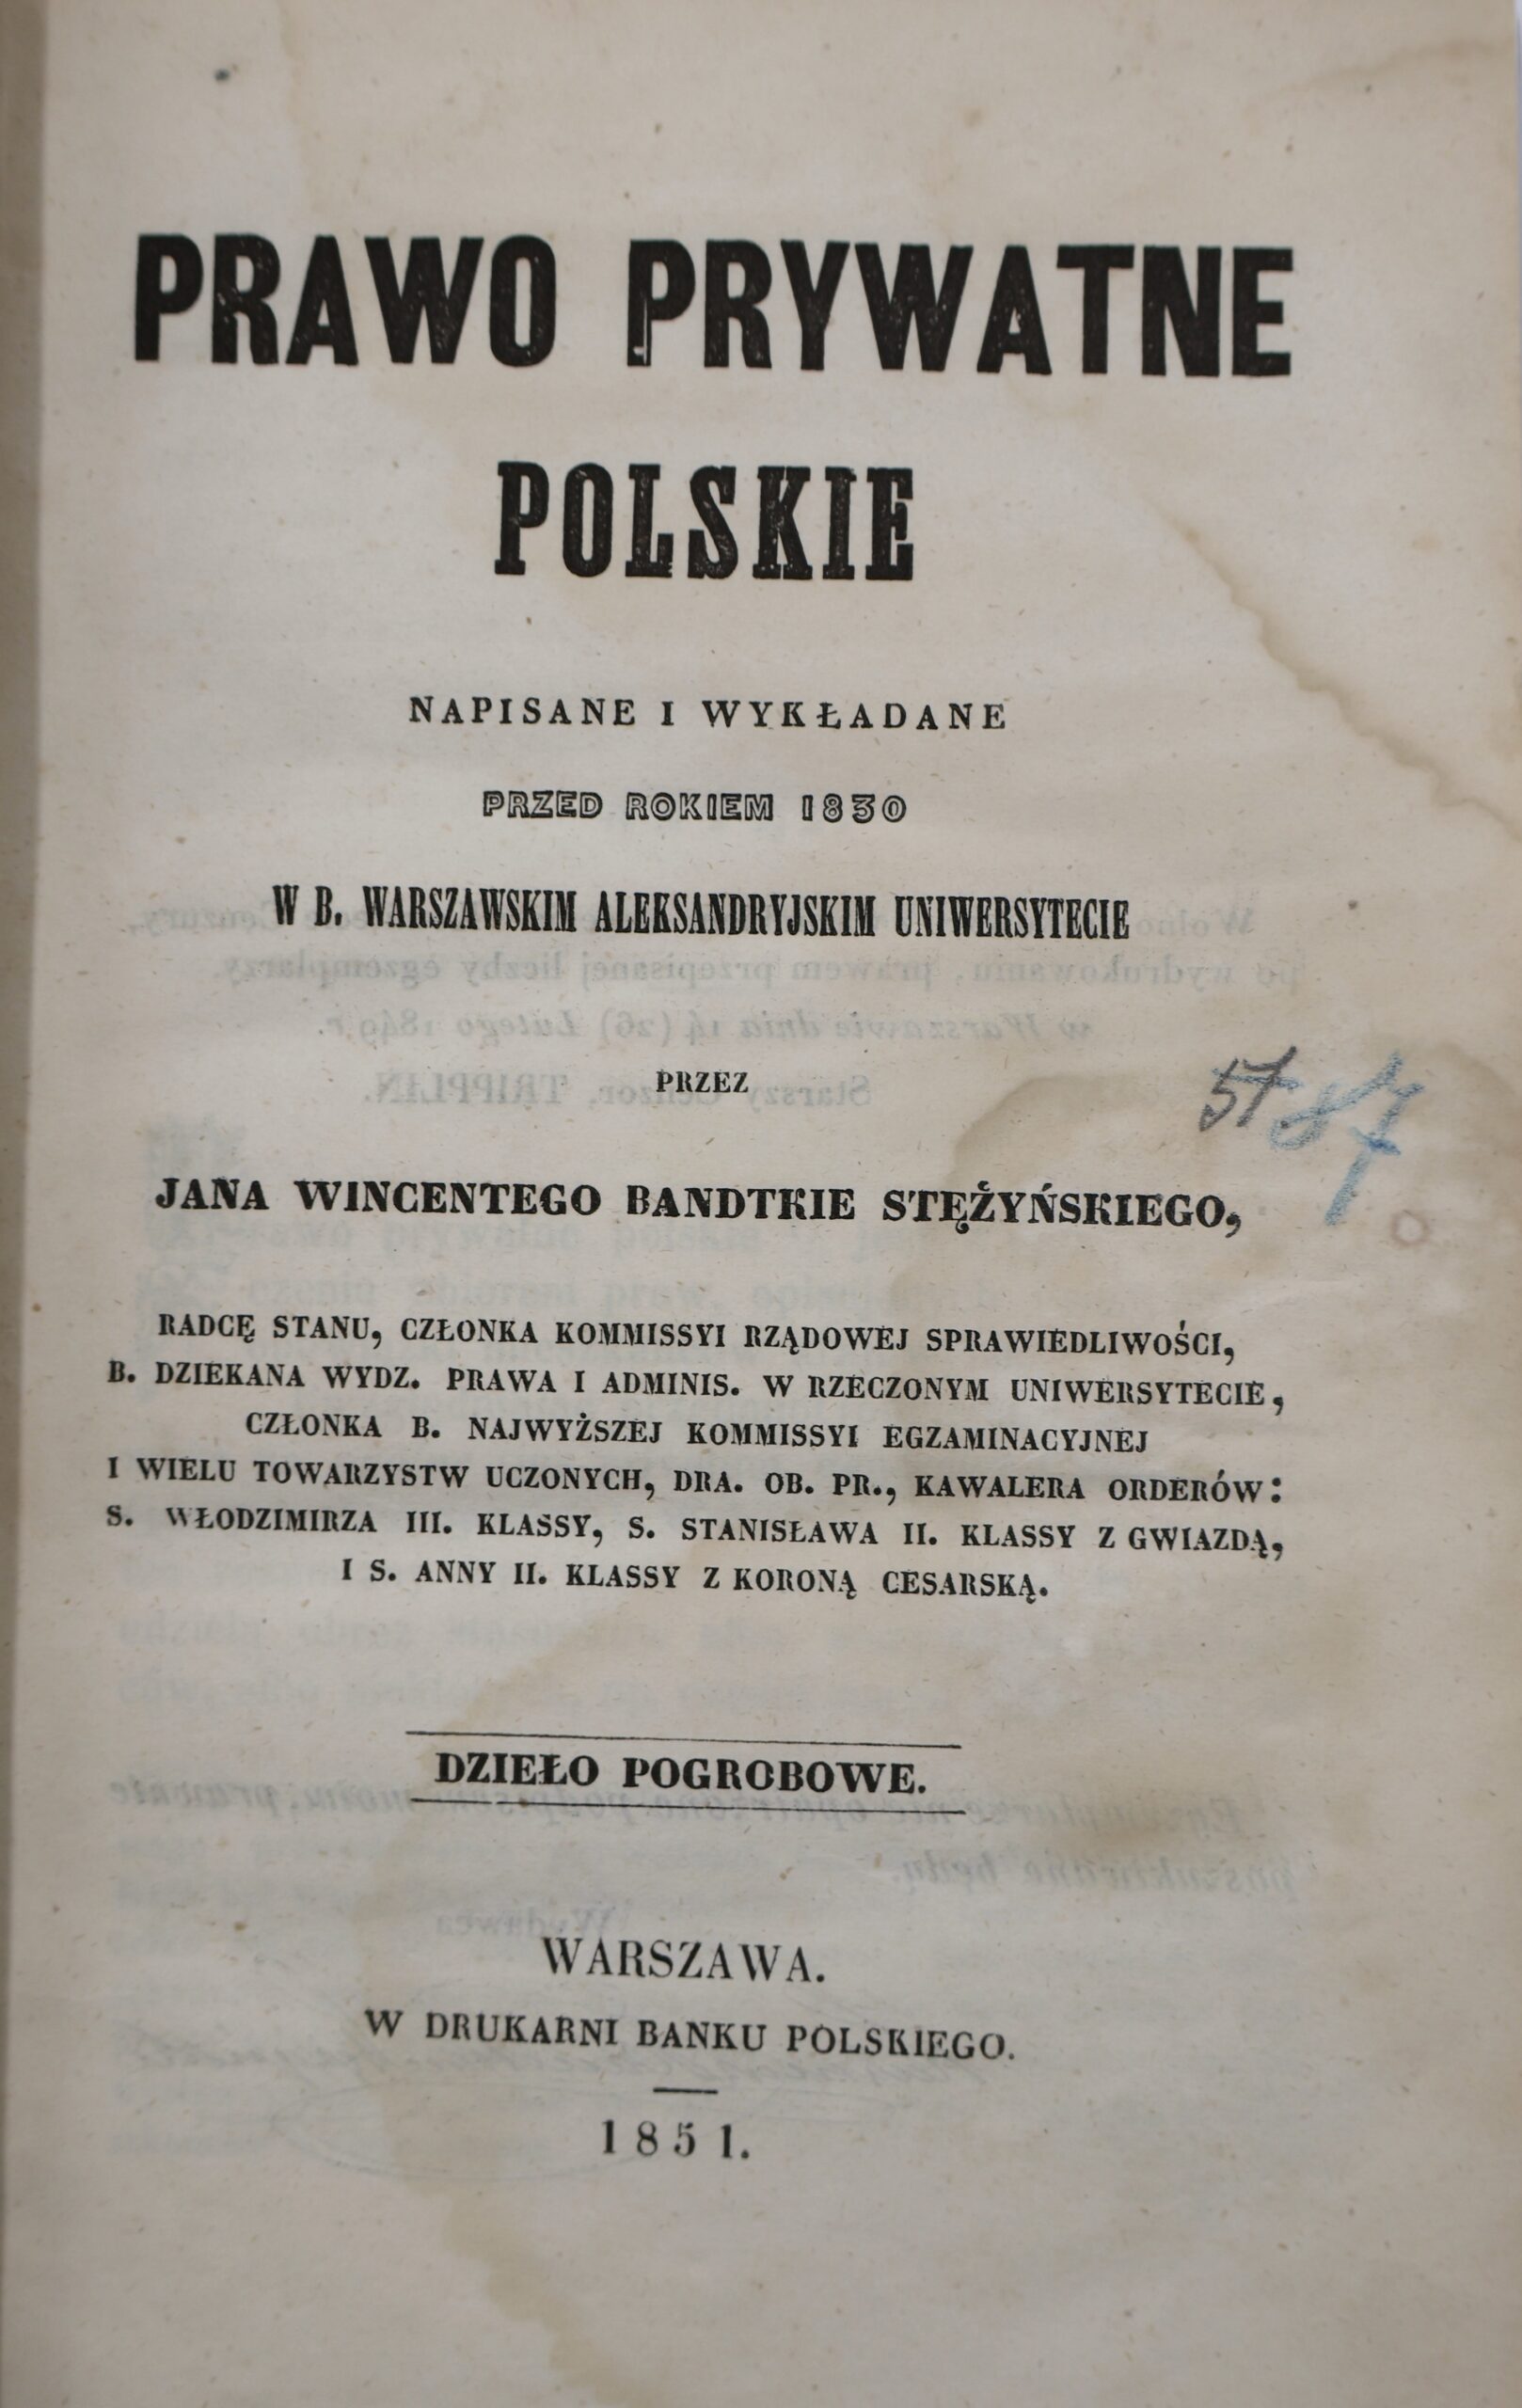 PRAWO PRYWATNE
POLSKIE
NAPISANE I WYKŁADANE
PRZED ROKIEM 1830
W B. WARSZAWSKIM ALEKSANDRYJSKIM UNIWERSYTECIE
PRZEZ
57
JANA WINCENTEGO BANDTKIE STĘŻYŃSKIEGO,
RADCĘ STANU, CZŁONKA KOMMISSYI RZĄDOWEJ SPRAWIEDLIWOŚCI,
B. DZIEKANA WYDZ. PRAWA I ADMINIS. W RZECZONYM UNIWERSYTECIE,
CZŁONKA B. NAJWYŻSZEJ KOMMISSYI EGZAMINACYJNEJ
I WIELU TOWARZYSTW UCZONYCH, DRA. OB. PR., KAWALERA ORDERÓW:
S. WŁODZIMIRZA III. KLASSY, S. STANISŁAWA II. KLASSY Z GWIAZDĄ,
I S. ANNY II. KLASSY Z KORONĄ CESARSKĄ.
DZIEŁO POGROBOWE.
WARSZAWA.
W DRUKARNI BANKU POLSKIEGO.
1851.